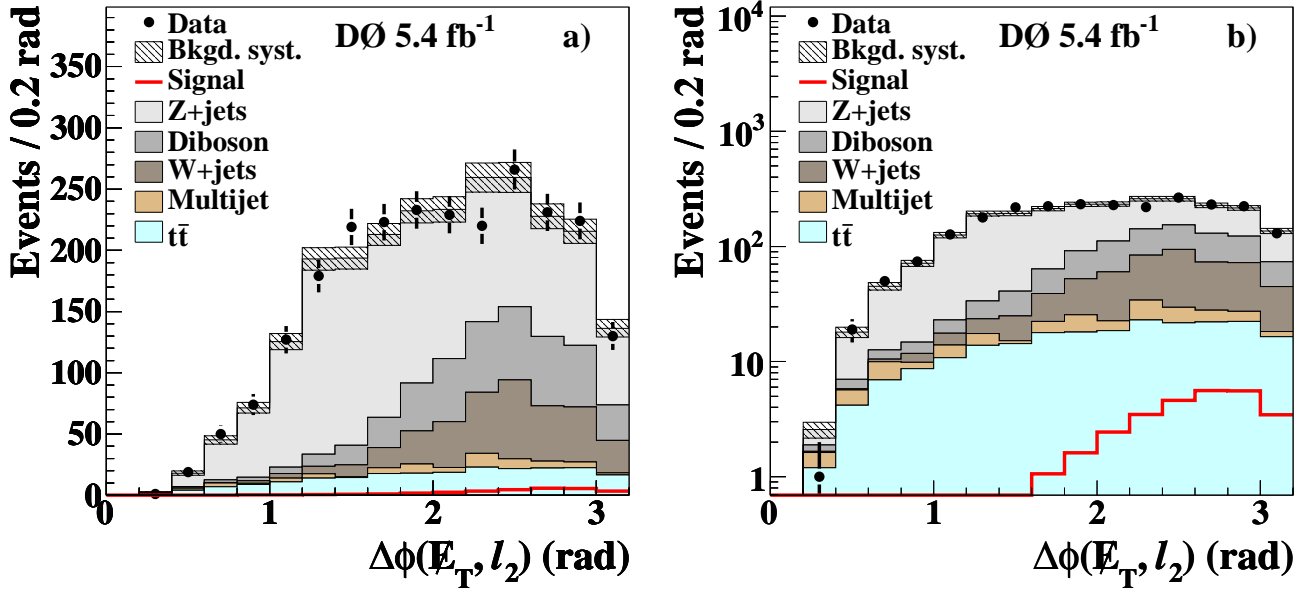 DØ 5.4 fb⁻¹ a)
Data
Bkgd. syst.
Signal
Z+jets
Diboson
W+jets
Multijet
tt̄
Events / 0.2 rad
350
300
250
200
150
100
50
0
0 1 2 3
Δϕ(E̸_T, l₂) (rad)
DØ 5.4 fb⁻¹ b)
Data
Bkgd. syst.
Signal
Z+jets
Diboson
W+jets
Multijet
tt̄
Events / 0.2 rad
10⁴
10³
10²
10
1
0 1 2 3
Δϕ(E̸_T, l₂) (rad)